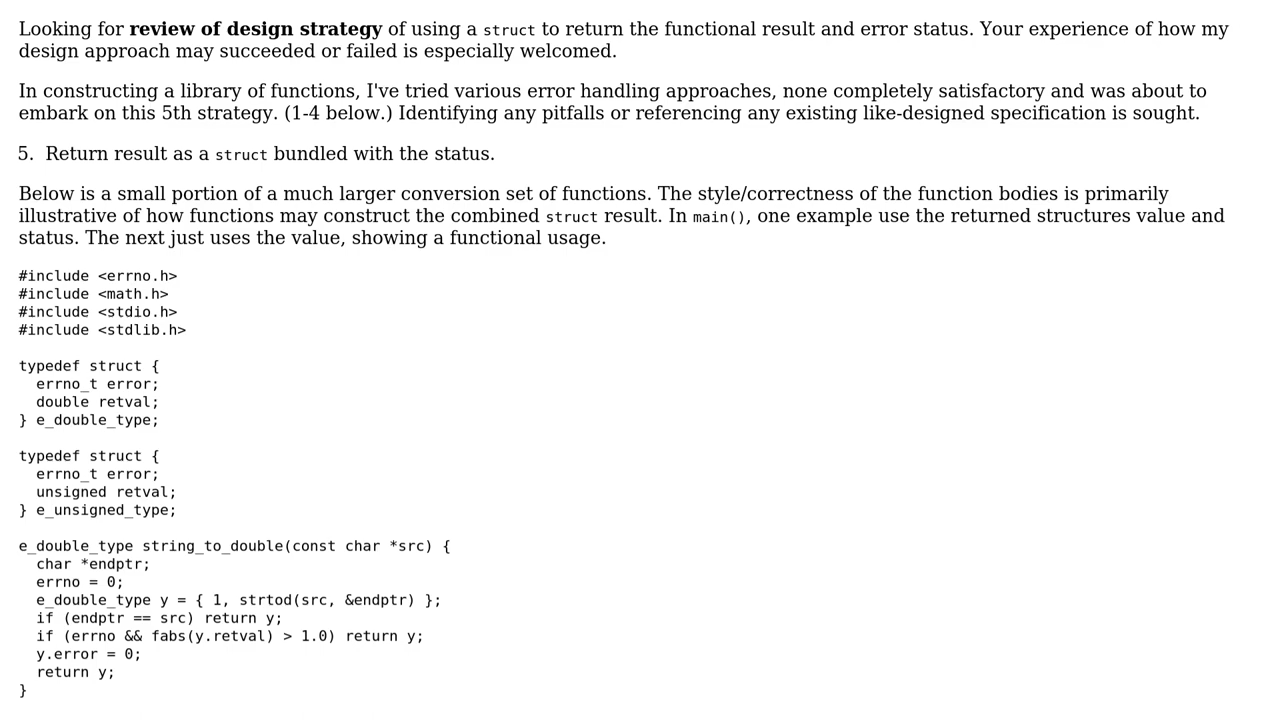 Looking for review of design strategy of using a struct to return the functional result and error status. Your experience of how my
design approach may succeeded or failed is especially welcomed.
In constructing a library of functions, I've tried various error handling approaches, none completely satisfactory and was about to
embark on this 5th strategy. (1-4 below.) Identifying any pitfalls or referencing any existing like-designed specification is sought.
5. Return result as a struct bundled with the status.
Below is a small portion of a much larger conversion set of functions. The style/correctness of the function bodies is primarily
illustrative of how functions may construct the combined struct result. In main(), one example use the returned structures value and
status. The next just uses the value, showing a functional usage.
#include <errno.h>
#include <math.h>
#include <stdio.h>
#include <stdlib.h>
typedef struct {
  errno_t error;
  double retval;
} e_double_type;
typedef struct {
  errno_t error;
  unsigned retval;
} e_unsigned_type;
e_double_type string_to_double(const char *src) {
  char *endptr;
  errno = 0;
  e_double_type y = { 1, strtod(src, &endptr) };
  if (endptr == src) return y;
  if (errno && fabs(y.retval) > 1.0) return y;
  y.error = 0;
  return y;
}